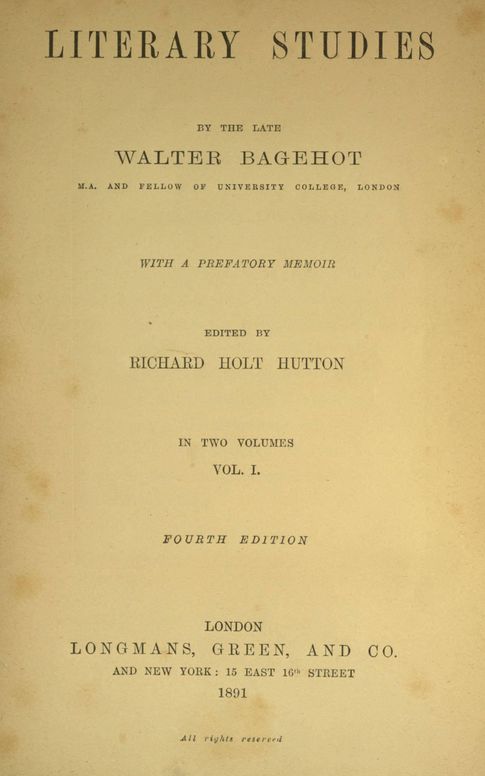 LITERARY STUDIES
BY THE LATE
WALTER BAGEHOT
M.A. AND FELLOW OF UNIVERSITY COLLEGE, LONDON
WITH A PREFATORY MEMOIR
EDITED BY
RICHARD HOLT HUTTON
IN TWO VOLUMES
VOL. I.
FOURTH EDITION
LONDON
LONGMANS, GREEN, AND CO.
AND NEW YORK: 15 EAST 16th STREET
1891
All rights reserved